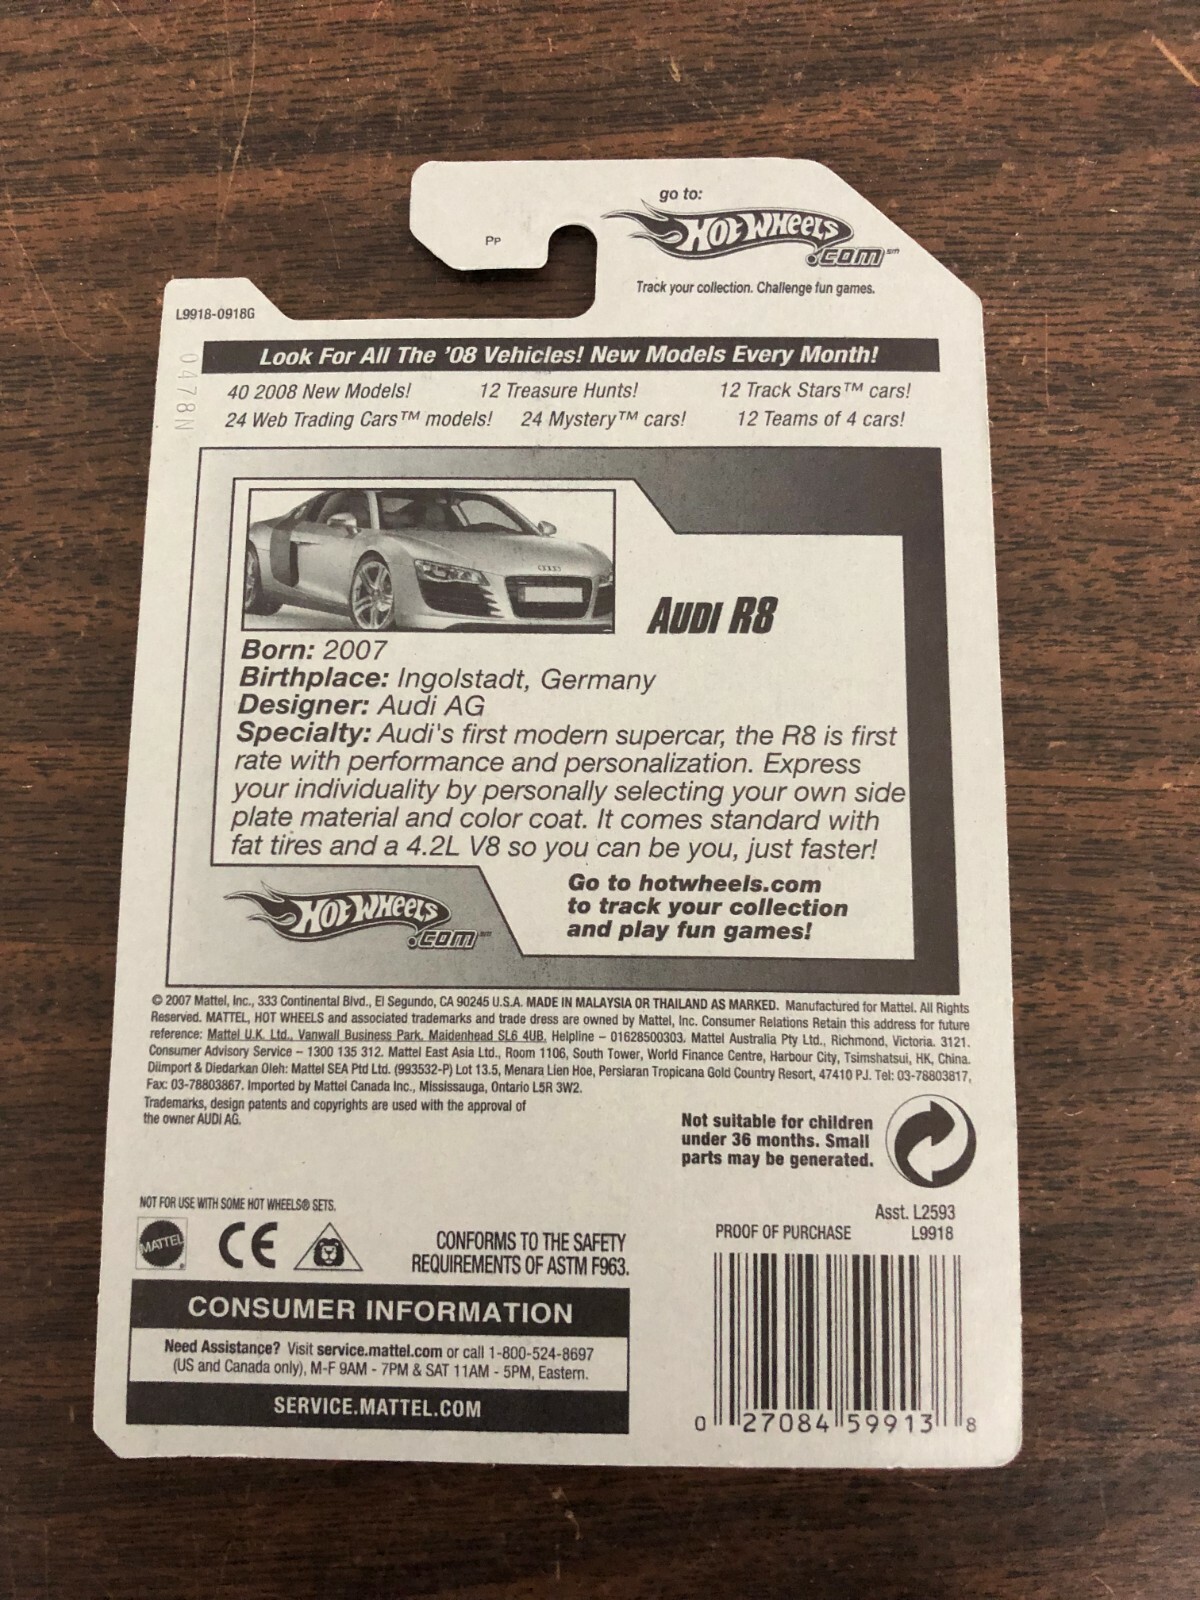 go to:
Hot Wheels
.com
Track your collection. Challenge fun games.
Pp
L9918-0918G
0478N
Look For All The '08 Vehicles! New Models Every Month!
40 2008 New Models! 12 Treasure Hunts! 12 Track Stars™ cars!
24 Web Trading Cars™ models! 24 Mystery™ cars! 12 Teams of 4 cars!
AUDI R8
Born: 2007
Birthplace: Ingolstadt, Germany
Designer: Audi AG
Specialty: Audi's first modern supercar, the R8 is first
rate with performance and personalization. Express
your individuality by personally selecting your own side
plate material and color coat. It comes standard with
fat tires and a 4.2L V8 so you can be you, just faster!
Hot Wheels
.com
Go to hotwheels.com
to track your collection
and play fun games!
© 2007 Mattel, Inc., 333 Continental Blvd., El Segundo, CA 90245 U.S.A. MADE IN MALAYSIA OR THAILAND AS MARKED. Manufactured for Mattel. All Rights
Reserved. MATTEL, HOT WHEELS and associated trademarks and trade dress are owned by Mattel, Inc. Consumer Relations Retain this address for future
reference: Mattel U.K. Ltd., Vanwall Business Park, Maidenhead SL6 4UB. Helpline – 01628500303. Mattel Australia Pty Ltd., Richmond, Victoria. 3121.
Consumer Advisory Service – 1300 135 312. Mattel East Asia Ltd., Room 1106, South Tower, World Finance Centre, Harbour City, Tsimshatsui, HK, China.
Diimport & Diedarkan Oleh: Mattel SEA Ptd Ltd. (993532-P) Lot 13.5, Menara Lien Hoe, Persiaran Tropicana Gold Country Resort, 47410 PJ. Tel: 03-78803817,
Fax: 03-78803867. Imported by Mattel Canada Inc., Mississauga, Ontario L5R 3W2.
Trademarks, design patents and copyrights are used with the approval of
the owner AUDI AG.
Not suitable for children
under 36 months. Small
parts may be generated.
NOT FOR USE WITH SOME HOT WHEELS® SETS.
MATTEL
CE
CONFORMS TO THE SAFETY
REQUIREMENTS OF ASTM F963.
Asst. L2593
PROOF OF PURCHASE L9918
CONSUMER INFORMATION
Need Assistance? Visit service.mattel.com or call 1-800-524-8697
(US and Canada only), M-F 9AM - 7PM & SAT 11AM - 5PM, Eastern.
SERVICE.MATTEL.COM
0 27084 59913 8